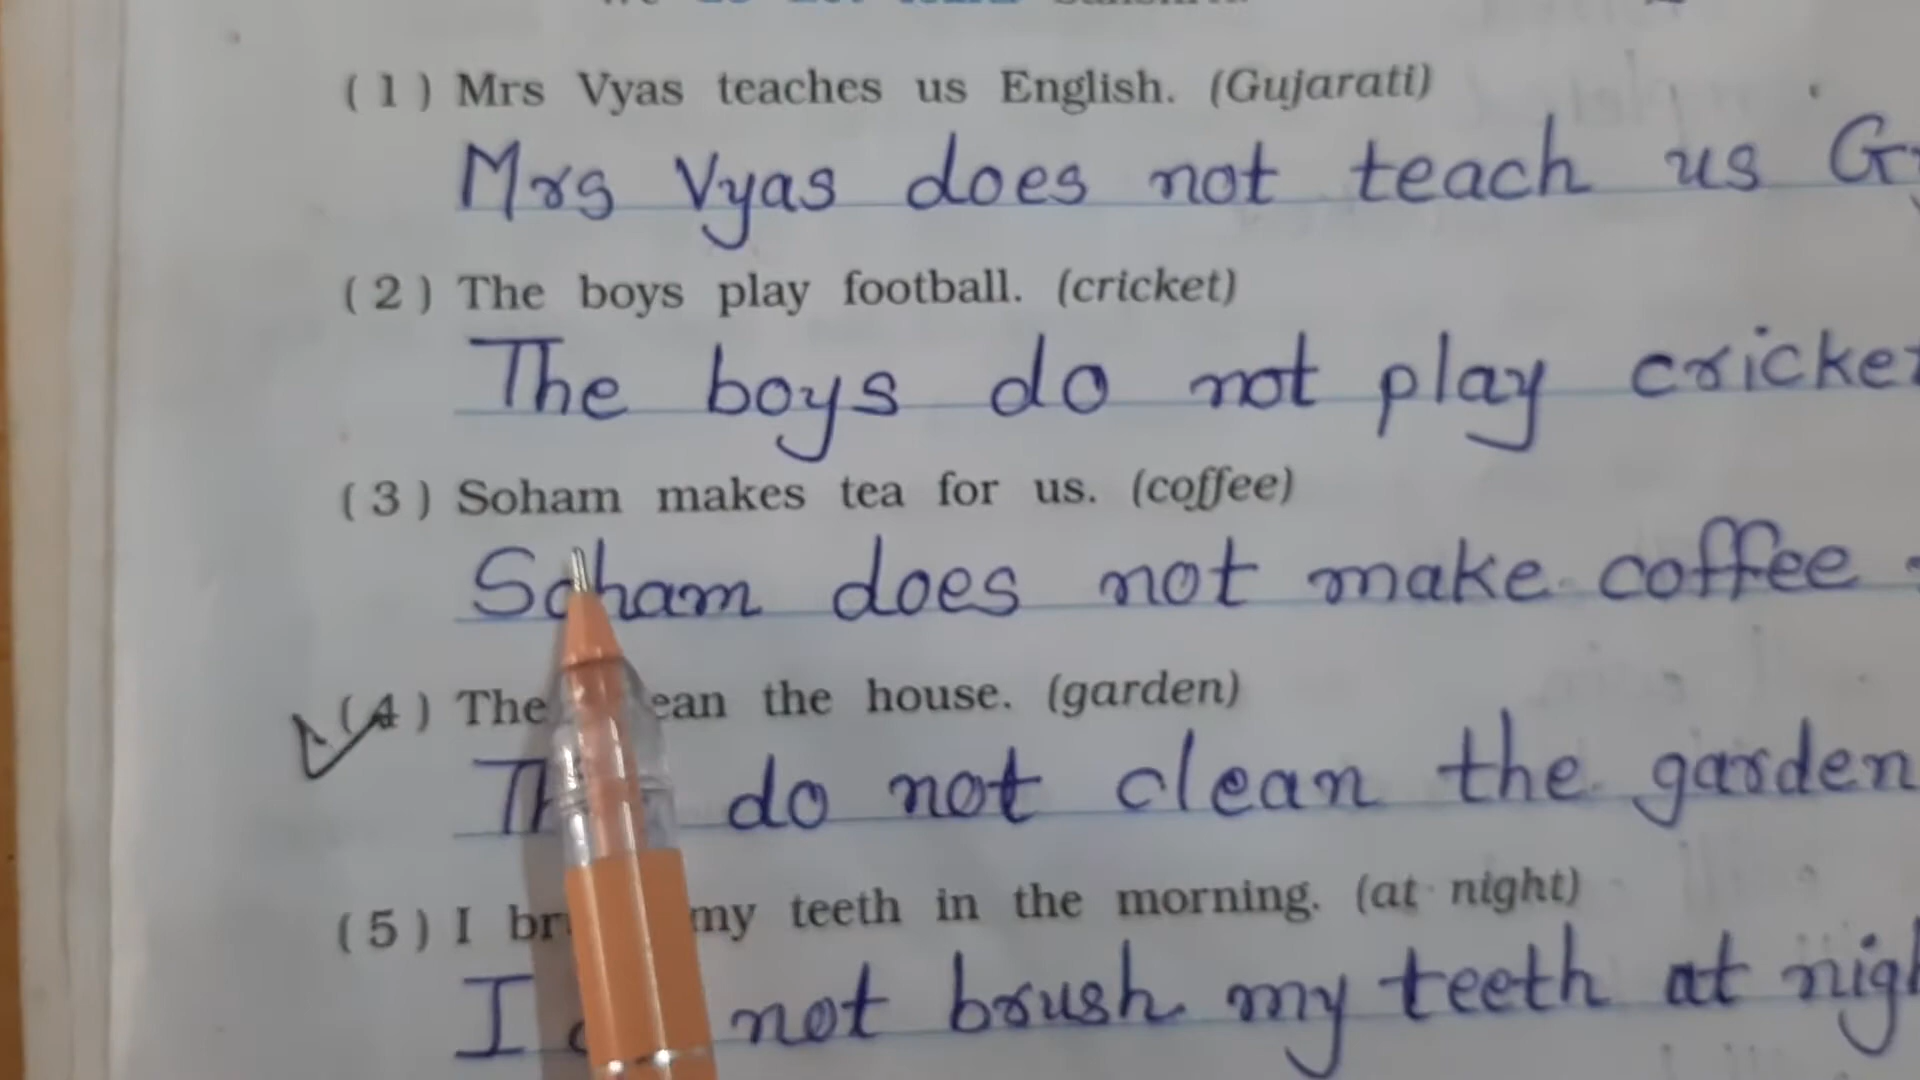 (1) Mrs Vyas teaches us English. (Gujarati)
Mrs Vyas does not teach us
(2) The boys play football. (cricket)
The boys do not play
(3) Soham makes tea for us. (coffee)
Soham does not make coffee
(4) the house. (garden)
do not clean the garden
(5) I my teeth in the morning. (at night)
I not brush my teeth at